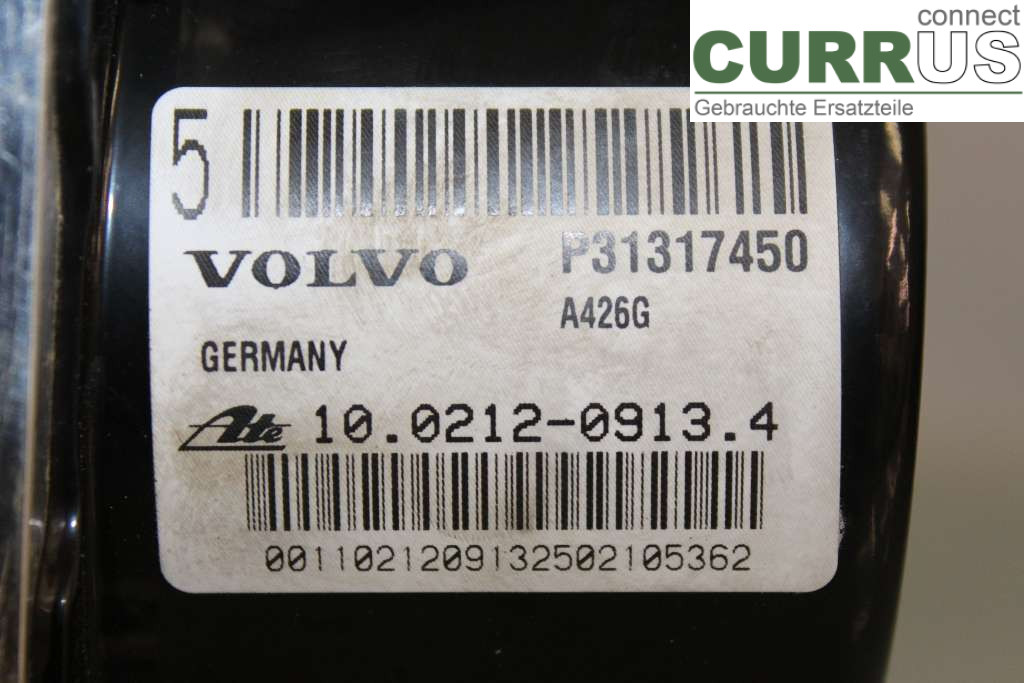 connect
CURRUS
Gebrauchte Ersatzteile
5
VOLVO
P31317450
A426G
GERMANY
Ate 10.0212-0913.4
0011021209132502105362